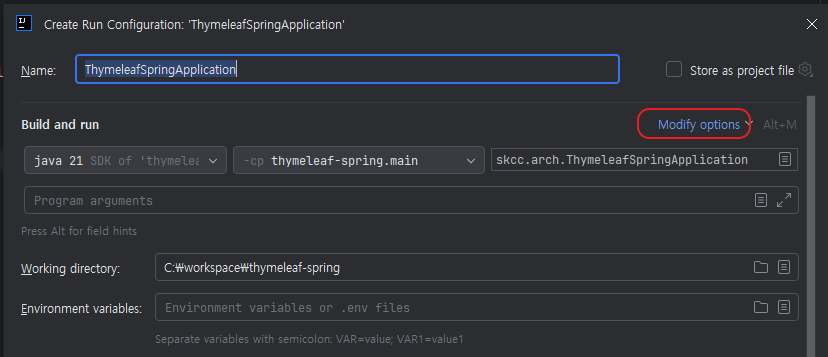 Create Run Configuration: 'ThymeleafSpringApplication'
Name: ThymeleafSpringApplication Store as project file
Build and run Modify options Alt+M
java 21 SDK of 'thymelea -cp thymeleaf-spring.main skcc.arch.ThymeleafSpringApplication
Program arguments
Press Alt for field hints
Working directory: C:₩workspace₩thymeleaf-spring
Environment variables: Environment variables or .env files
Separate variables with semicolon: VAR=value; VAR1=value1